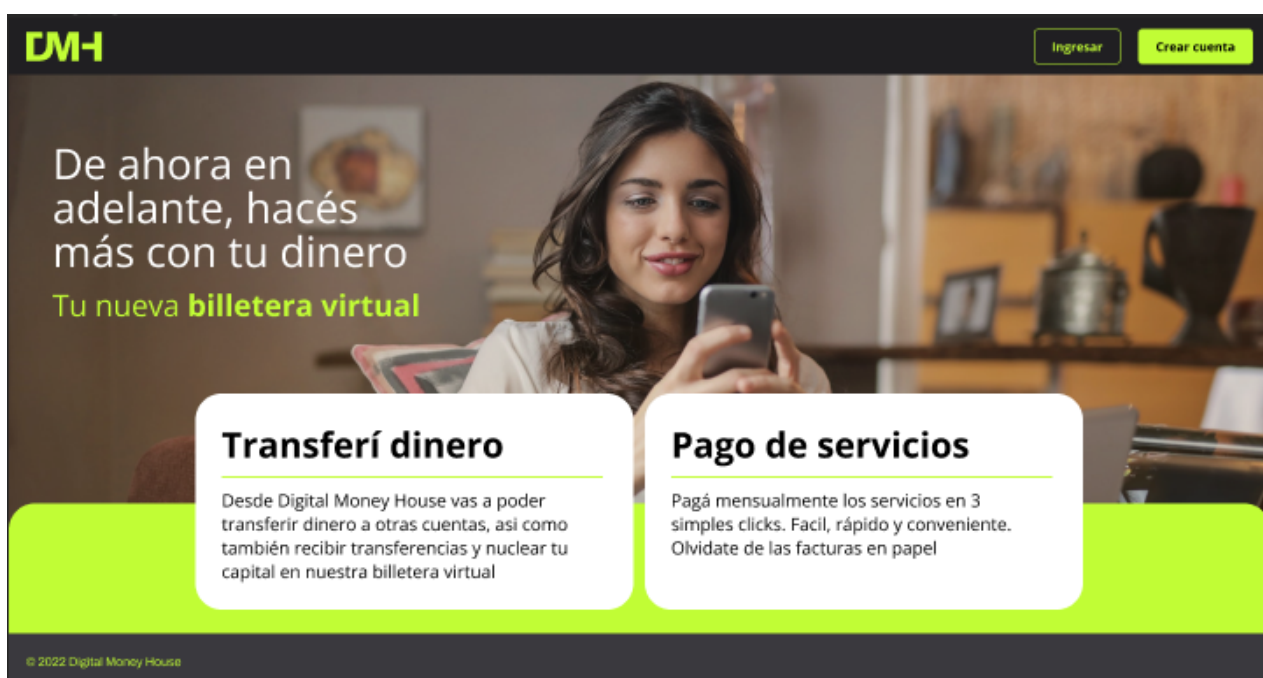 DMH
Ingresar
Crear cuenta
De ahora en
adelante, hacés
más con tu dinero
Tu nueva billetera virtual
Transferí dinero
Desde Digital Money House vas a poder
transferir dinero a otras cuentas, asi como
también recibir transferencias y nuclear tu
capital en nuestra billetera virtual
Pago de servicios
Pagá mensualmente los servicios en 3
simples clicks. Facil, rápido y conveniente.
Olvidate de las facturas en papel
© 2022 Digital Money House